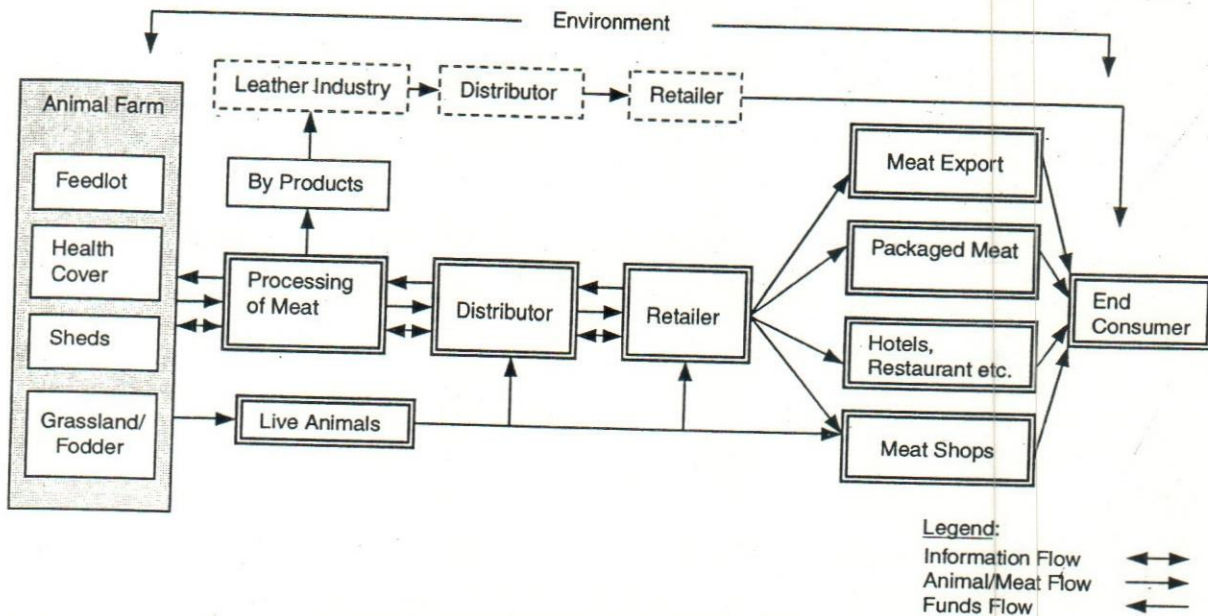 Environment
Leather Industry
Distributor
Retailer
Animal Farm
Feedlot
Health
Cover
Sheds
Grassland/
Fodder
By Products
Processing
of Meat
Distributor
Retailer
Live Animals
Meat Export
Packaged Meat
Hotels,
Restaurant etc.
Meat Shops
End
Consumer
Legend:
Information Flow
Animal/Meat Flow
Funds Flow